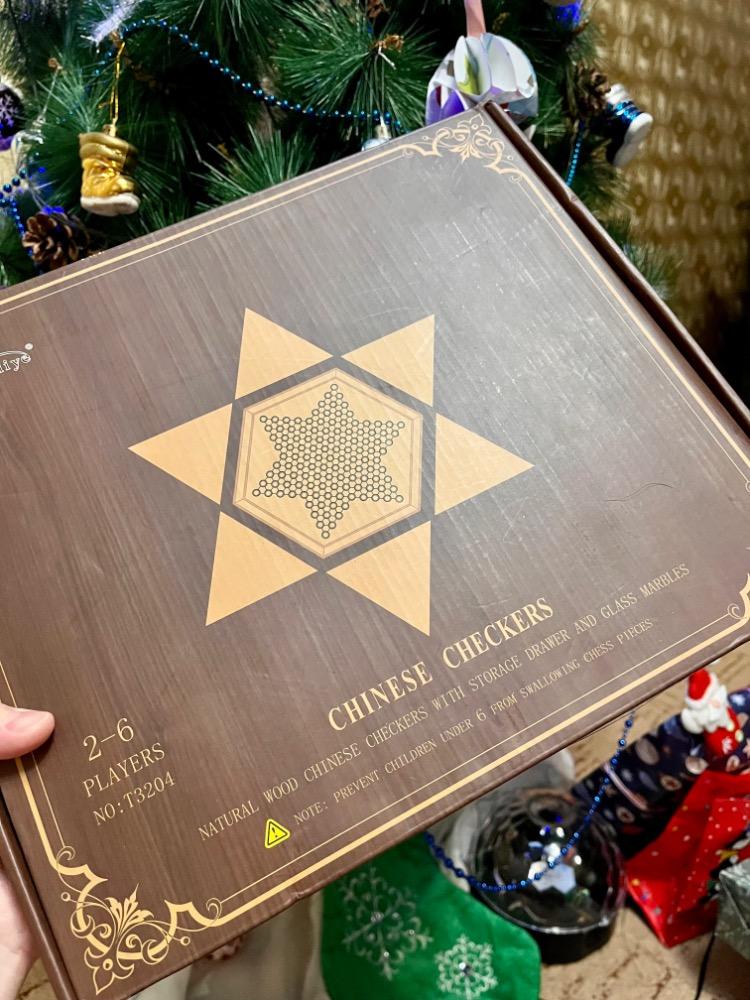 CHINESE CHECKERS
NATURAL WOOD CHINESE CHECKERS WITH STORAGE DRAWER AND GLASS MARBLES
NOTE: PREVENT CHILDREN UNDER 6 FROM SWALLOWING CHESS PIECES
2-6
PLAYERS
NO:T3204